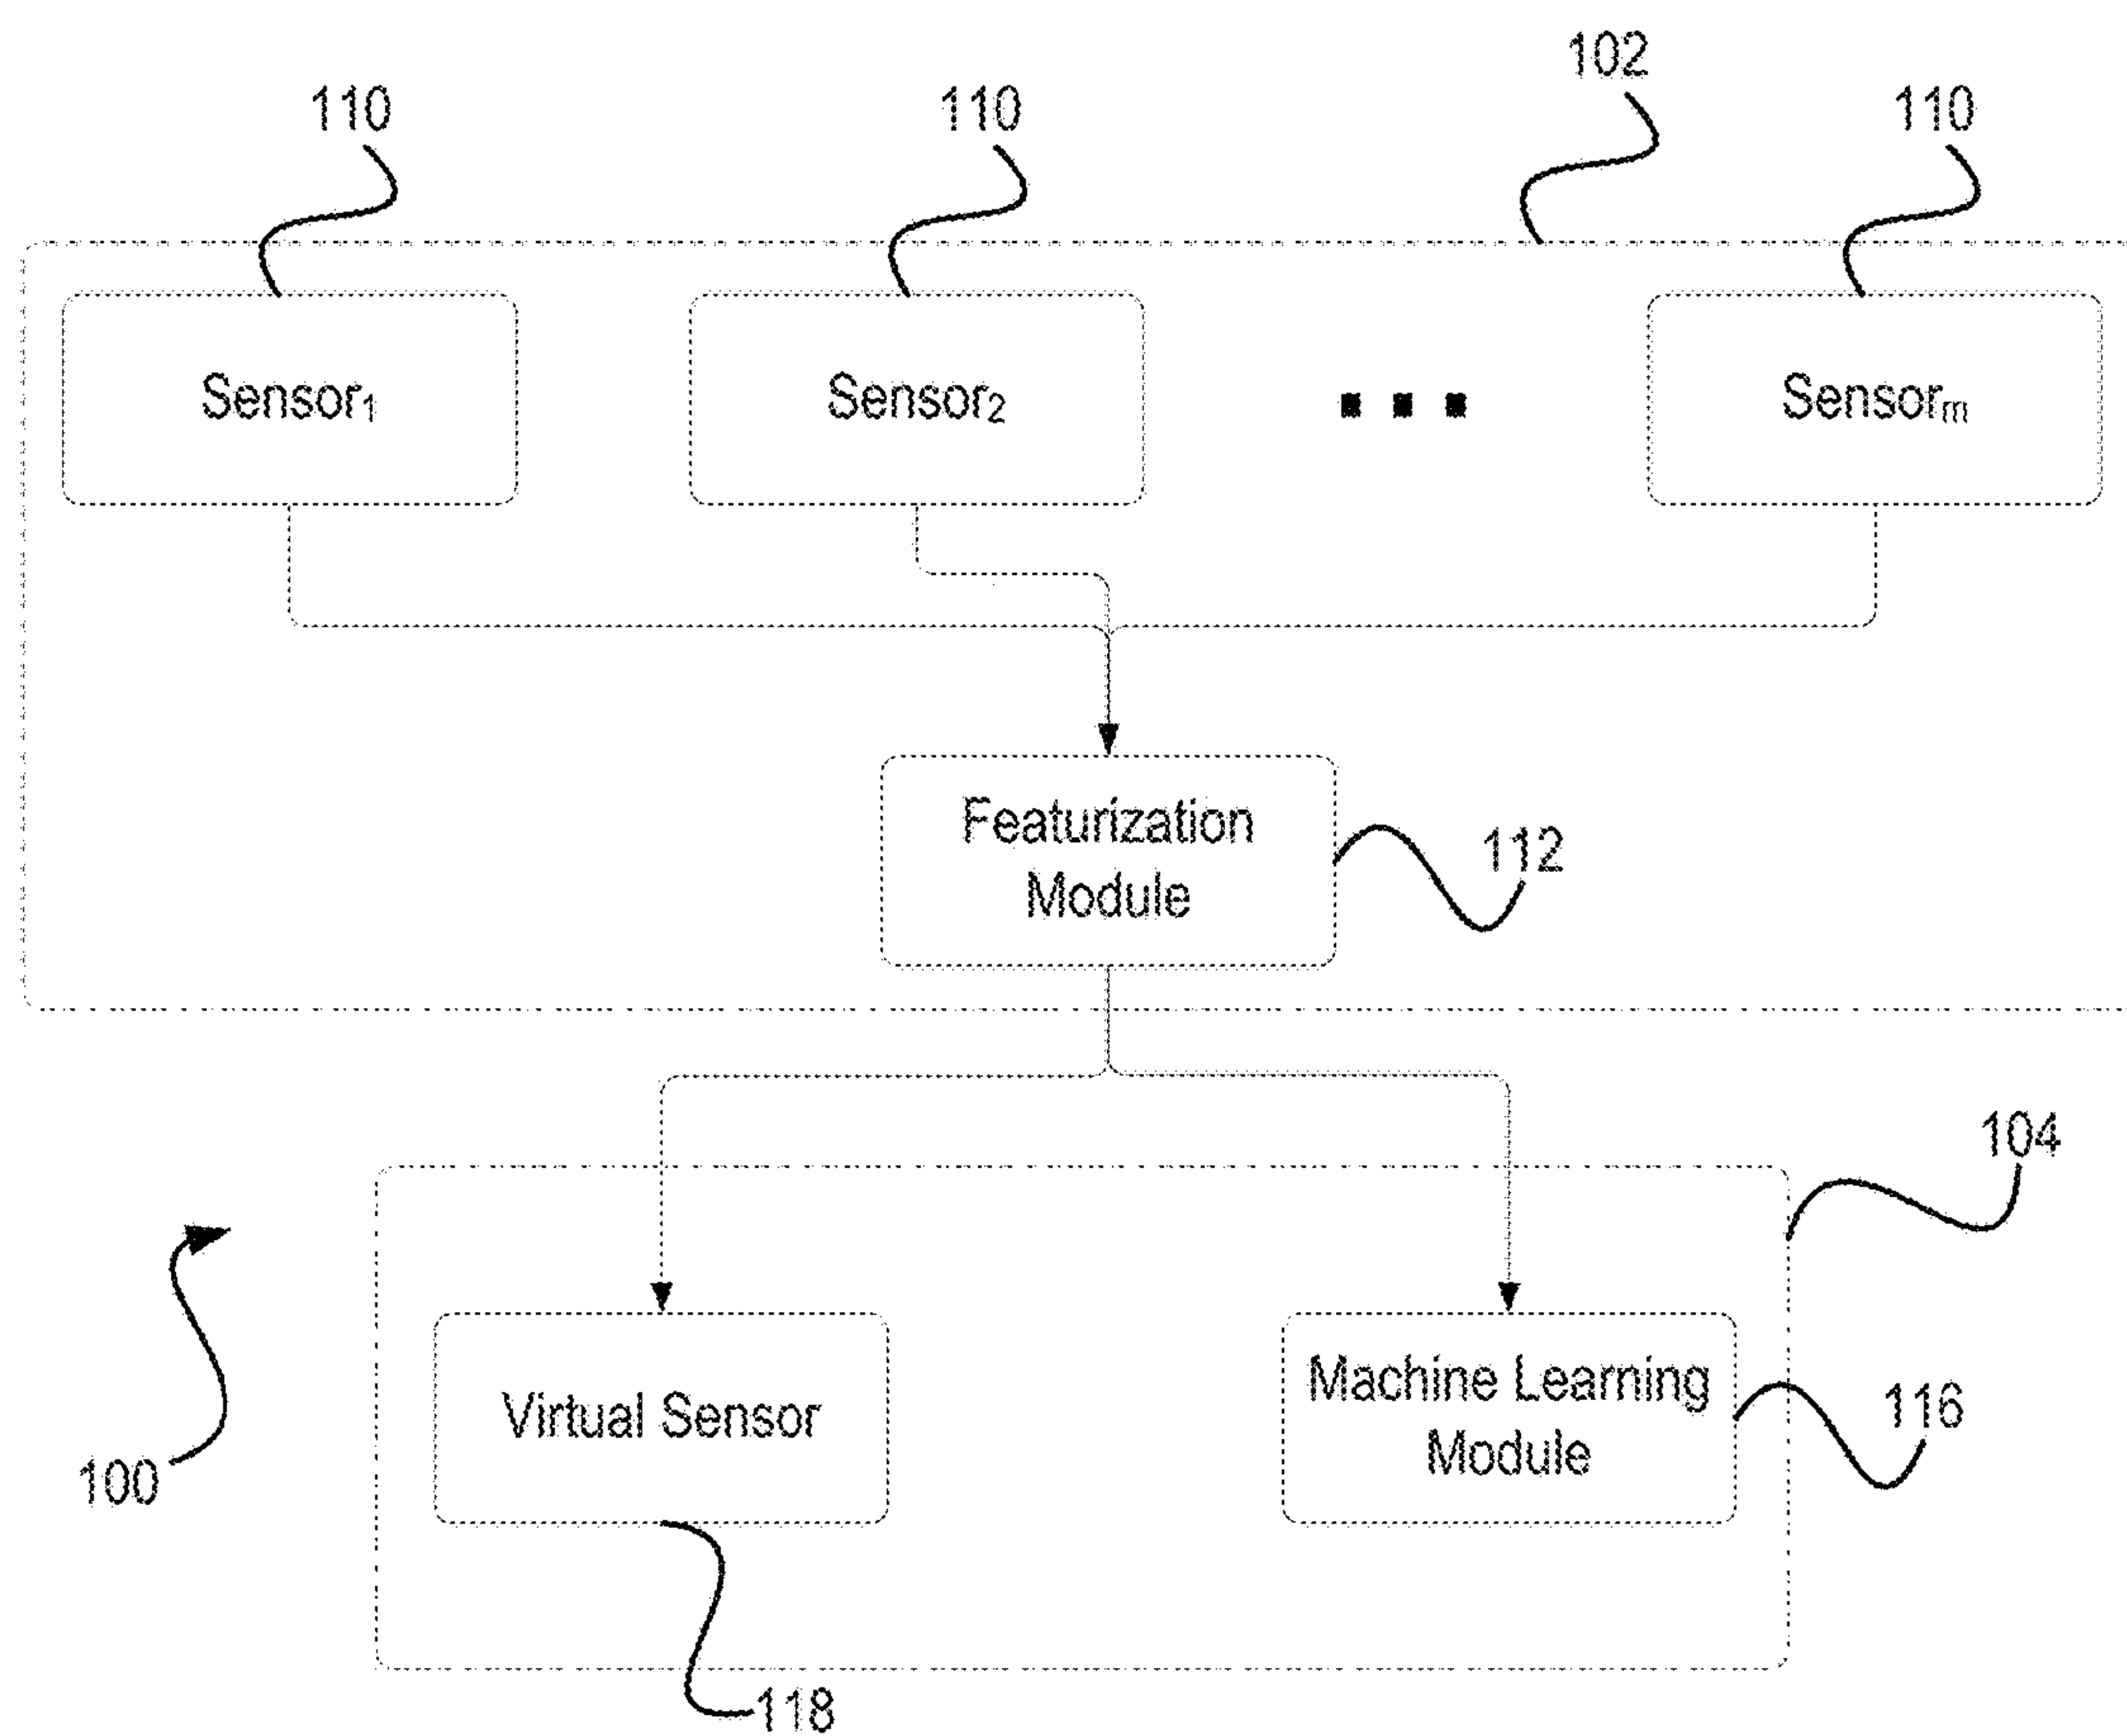 102
110
110
110
Sensor₁
Sensor₂
...
Sensorₘ
Featurization
Module
112
104
Virtual Sensor
Machine Learning
Module
116
100
118